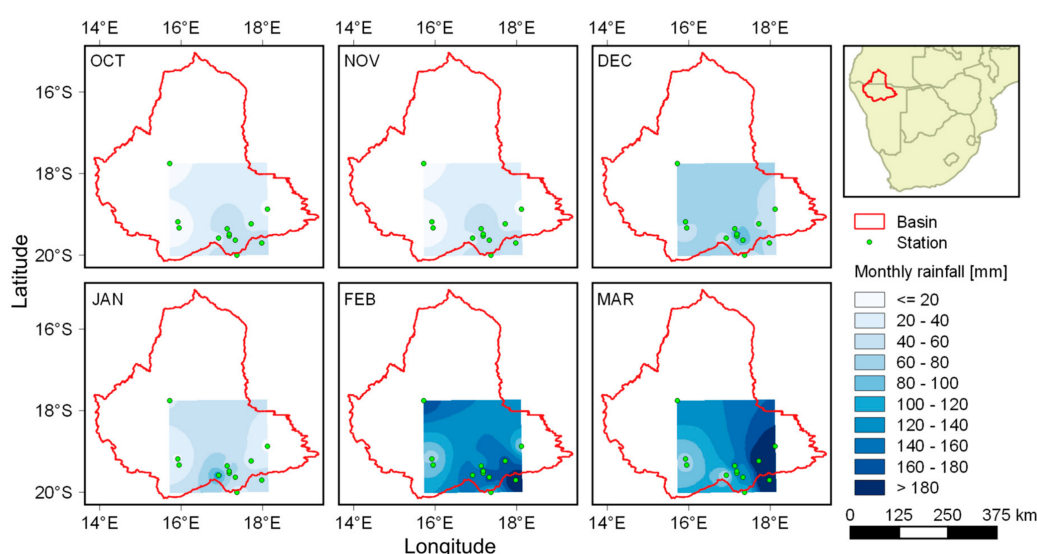 14°E 16°E 18°E 14°E 16°E 18°E 14°E 16°E 18°E
OCT NOV DEC
16°S
18°S
20°S
Latitude
JAN FEB MAR
16°S
18°S
20°S
14°E 16°E 18°E 14°E 16°E 18°E 14°E 16°E 18°E
Longitude
Basin
Station
Monthly rainfall [mm]
<= 20
20 - 40
40 - 60
60 - 80
80 - 100
100 - 120
120 - 140
140 - 160
160 - 180
> 180
0 125 250 375 km